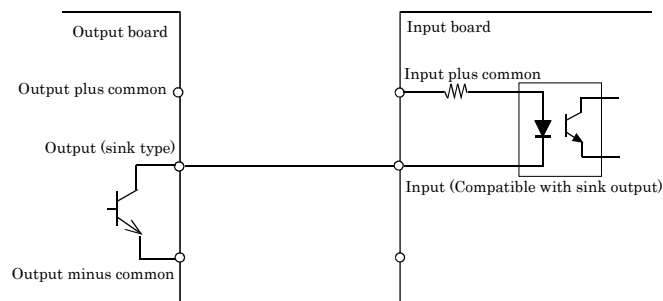 Output board
Input board
Input plus common
Output plus common
Output (sink type)
Input (Compatible with sink output)
Output minus common